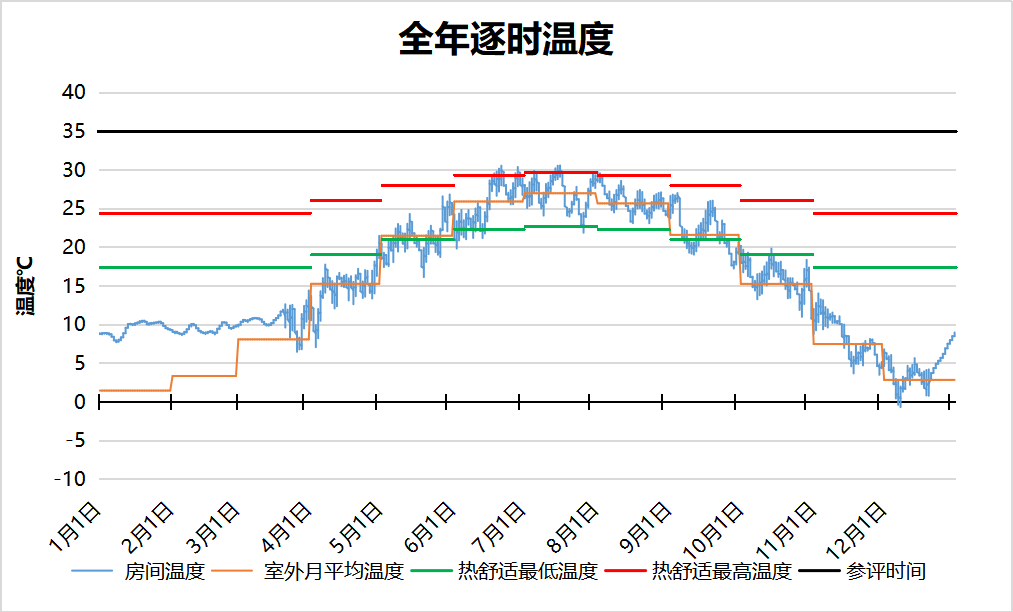 全年逐时温度
温度℃
40
35
30
25
20
15
10
5
0
-5
-10
1月1日
2月1日
3月1日
4月1日
5月1日
6月1日
7月1日
8月1日
9月1日
10月1日
11月1日
12月1日
房间温度
室外月平均温度
热舒适最低温度
热舒适最高温度
参评时间